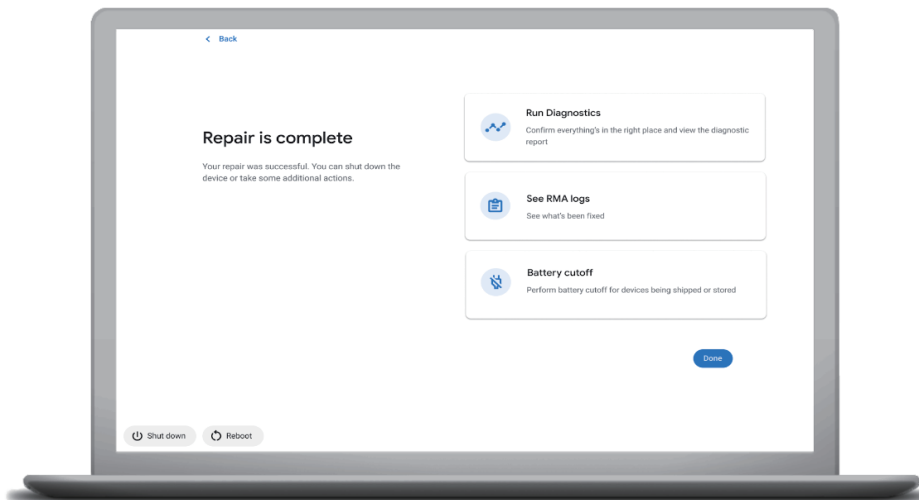 Back
Repair is complete
Your repair was successful. You can shut down the
device or take some additional actions.
Run Diagnostics
Confirm everything's in the right place and view the diagnostic
report
See RMA logs
See what's been fixed
Battery cutoff
Perform battery cutoff for devices being shipped or stored
Done
Shut down
Reboot